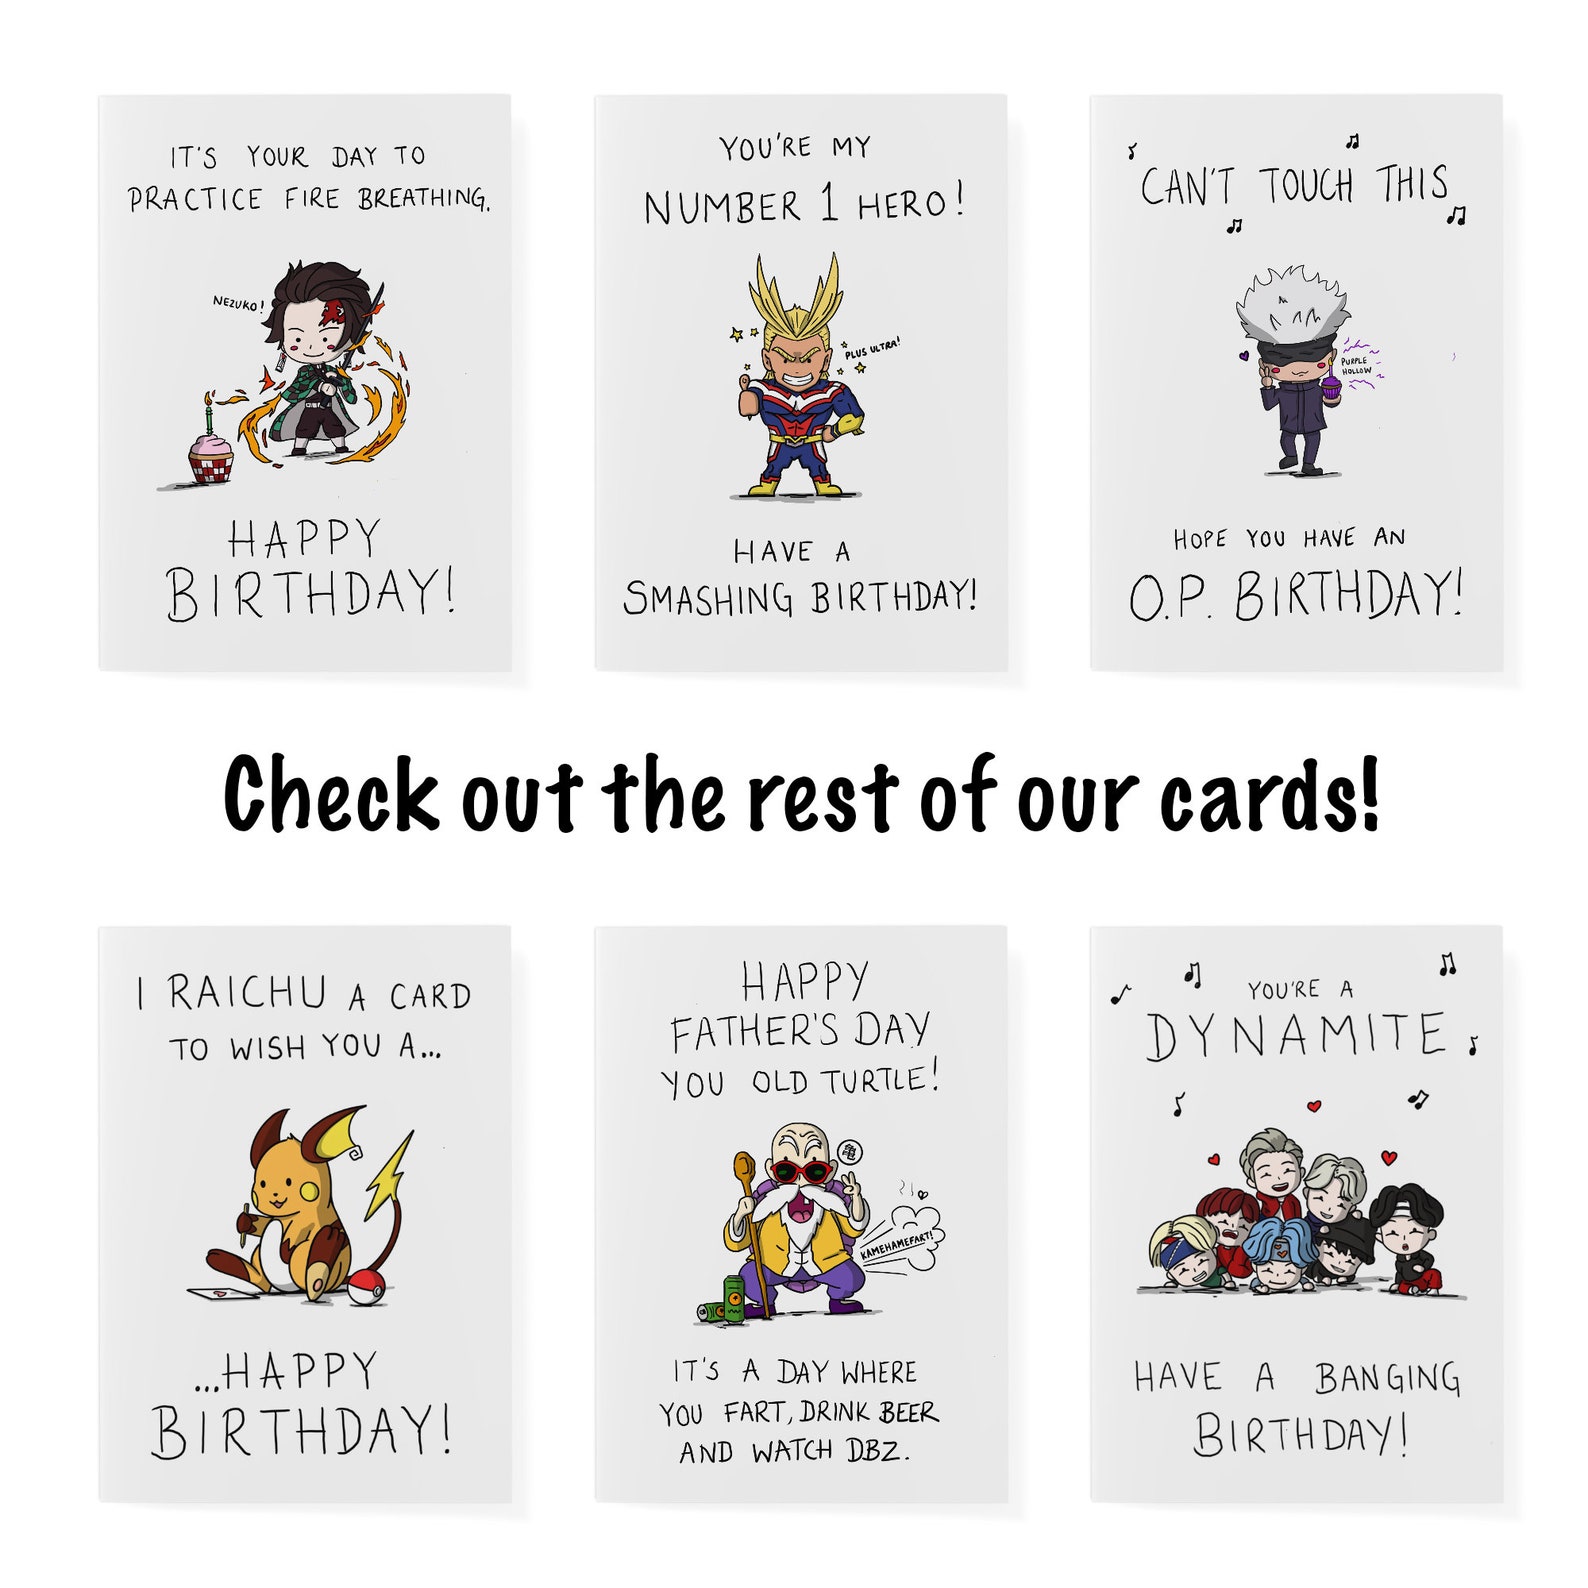 IT'S YOUR DAY TO
PRACTICE FIRE BREATHING.
NEZUKO!
HAPPY
BIRTHDAY!
YOU'RE MY
NUMBER 1 HERO!
PLUS ULTRA!
HAVE A
SMASHING BIRTHDAY!
CAN'T TOUCH THIS
PURPLE
HOLLOW
HOPE YOU HAVE AN
O.P. BIRTHDAY!
Check out the rest of our cards!
I RAICHU A CARD
TO WISH YOU A...
...HAPPY
BIRTHDAY!
HAPPY
FATHER'S DAY
YOU OLD TURTLE!
亀
KAMEHAMEFART!
IT'S A DAY WHERE
YOU FART, DRINK BEER
AND WATCH DBZ.
YOU'RE A
DYNAMITE
HAVE A BANGING
BIRTHDAY!